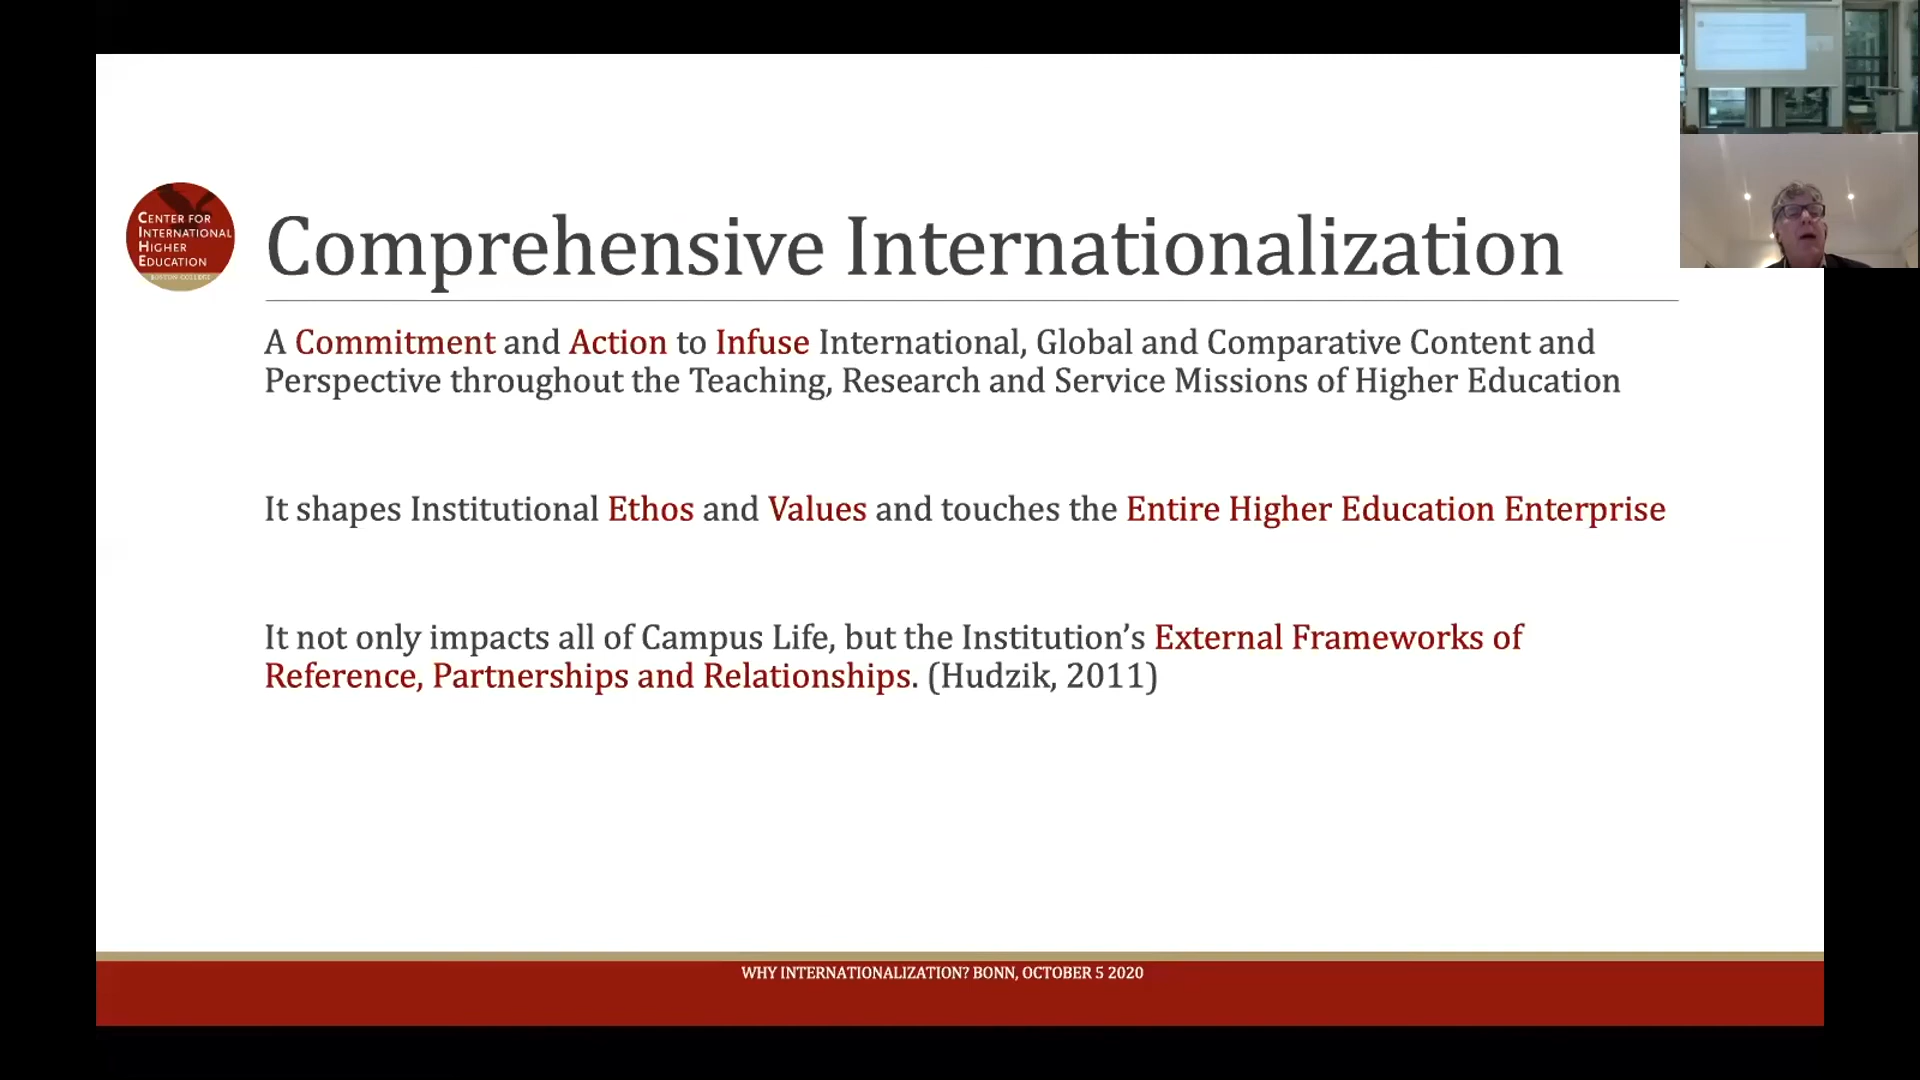 CENTER FOR
INTERNATIONAL
HIGHER
EDUCATION
BOSTON COLLEGE
Comprehensive Internationalization
A Commitment and Action to Infuse International, Global and Comparative Content and
Perspective throughout the Teaching, Research and Service Missions of Higher Education
It shapes Institutional Ethos and Values and touches the Entire Higher Education Enterprise
It not only impacts all of Campus Life, but the Institution’s External Frameworks of
Reference, Partnerships and Relationships. (Hudzik, 2011)
WHY INTERNATIONALIZATION? BONN, OCTOBER 5 2020